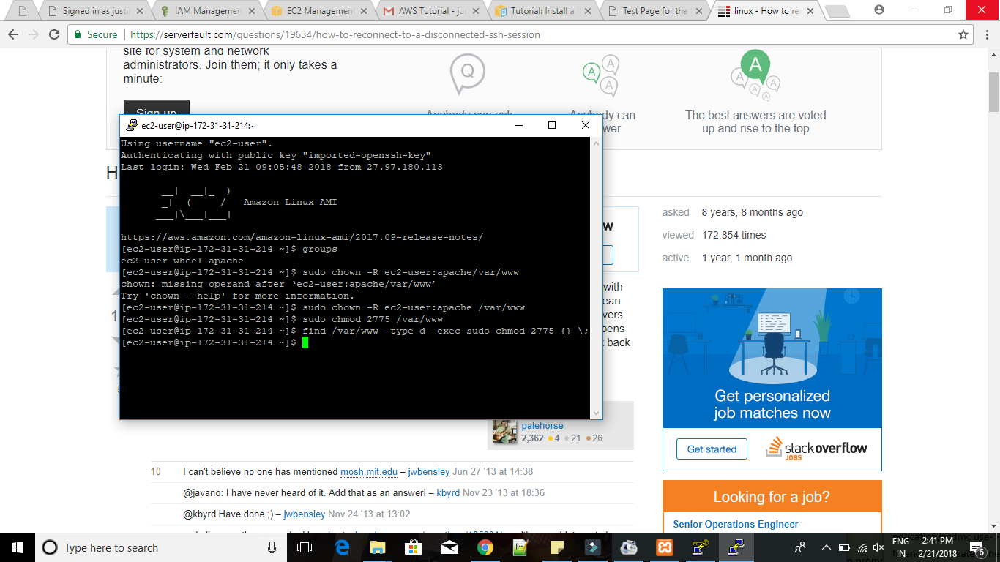 Signed in as justi
IAM Managemen
EC2 Managemen
AWS Tutorial - ju
Tutorial: Install a
Test Page for the
linux - How to re
Secure
https://serverfault.com/questions/19634/how-to-reconnect-to-a-disconnected-ssh-session
site for system and network
administrators. Join them; it only takes a
minute:
Sign up
Q
A
A
A
A
A
A
A
A
Anybody can ask
Anybody can
The best answers are voted
up and rise to the top
ec2-user@ip-172-31-31-214:~
Using username "ec2-user".
Authenticating with public key "imported-openssh-key"
Last login: Wed Feb 21 09:05:48 2018 from 27.97.180.113
__| __|_ )
_| ( / Amazon Linux AMI
___|\___|___|
https://aws.amazon.com/amazon-linux-ami/2017.09-release-notes/
[ec2-user@ip-172-31-31-214 ~]$ groups
ec2-user wheel apache
[ec2-user@ip-172-31-31-214 ~]$ sudo chown -R ec2-user:apache/var/www
chown: missing operand after ‘ec2-user:apache/var/www’
Try 'chown --help' for more information.
[ec2-user@ip-172-31-31-214 ~]$ sudo chown -R ec2-user:apache /var/www
[ec2-user@ip-172-31-31-214 ~]$ sudo chmod 2775 /var/www
[ec2-user@ip-172-31-31-214 ~]$ find /var/www -type d -exec sudo chmod 2775 {} \;
[ec2-user@ip-172-31-31-214 ~]$
asked 8 years, 8 months ago
viewed 172,854 times
active 1 year, 1 month ago
with
ean
vers
pens
t back
Get personalized
job matches now
Get started
stackoverflow
JOBS
palehorse
2,362 4 21 26
10 I can't believe no one has mentioned mosh.mit.edu – jwbensley Jun 27 '13 at 14:38
@javano: I have never heard of it. Add that as an answer! – kbyrd Nov 23 '13 at 18:36
@kbyrd Have done ;) – jwbensley Nov 24 '13 at 13:02
Looking for a job?
Senior Operations Engineer
Type here to search
ENG
IN
2:41 PM
2/21/2018
6